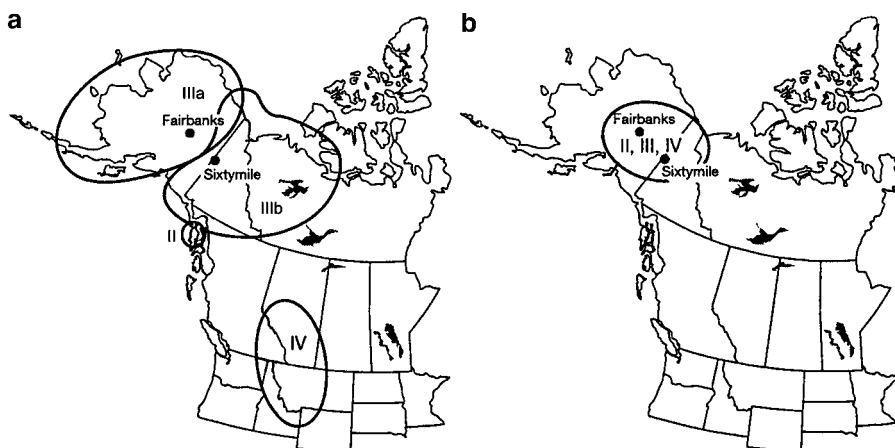 a
IIIa
Fairbanks
Sixtymile
IIIb
II
IV
b
Fairbanks
II, III, IV
Sixtymile